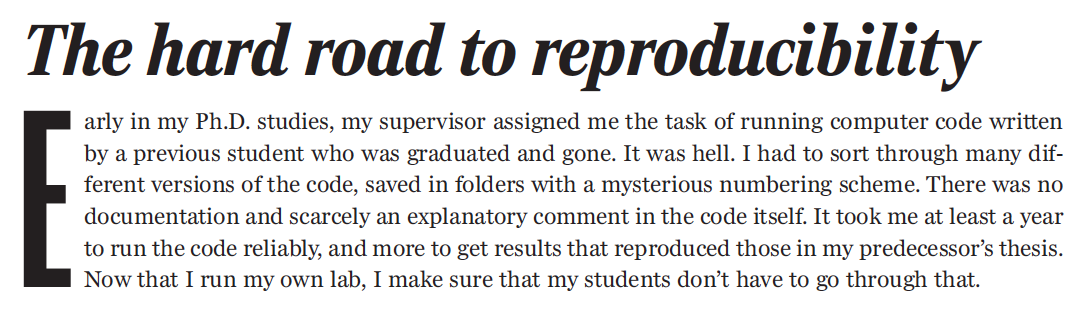 The hard road to reproducibility
Early in my Ph.D. studies, my supervisor assigned me the task of running computer code written
by a previous student who was graduated and gone. It was hell. I had to sort through many dif-
ferent versions of the code, saved in folders with a mysterious numbering scheme. There was no
documentation and scarcely an explanatory comment in the code itself. It took me at least a year
to run the code reliably, and more to get results that reproduced those in my predecessor’s thesis.
Now that I run my own lab, I make sure that my students don’t have to go through that.